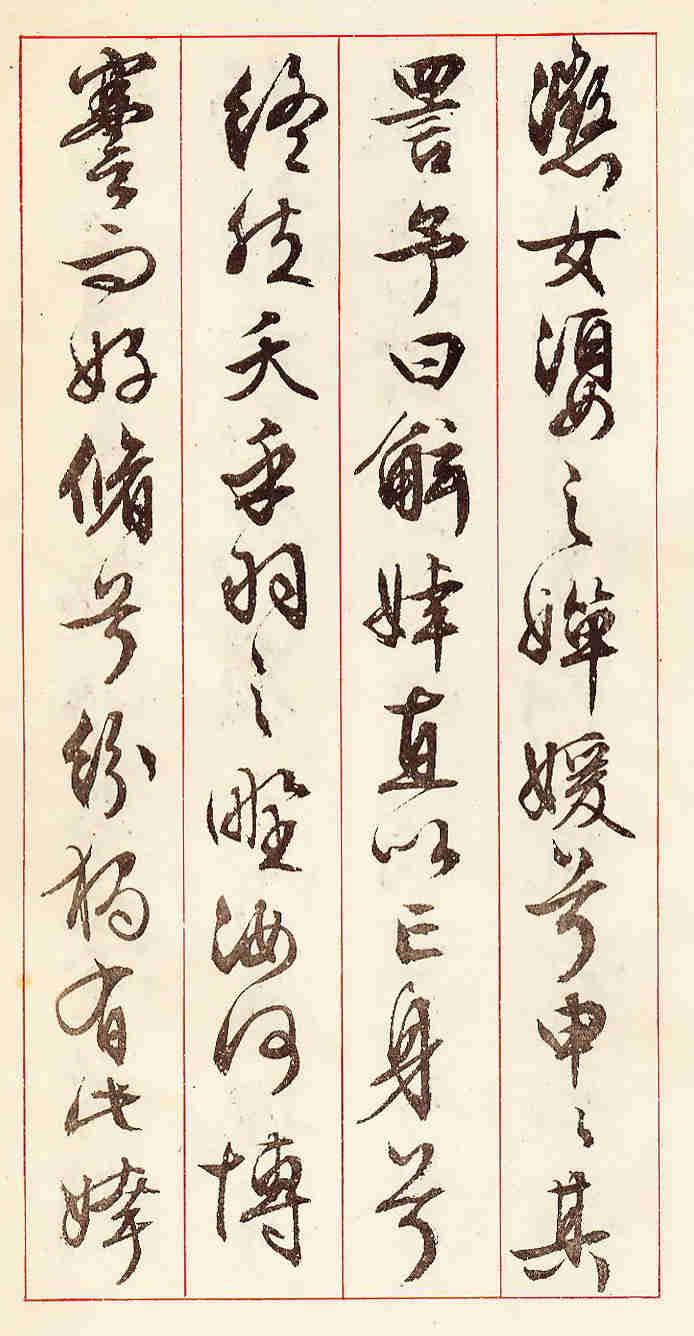 懲女嬃之嬋媛兮申〻其
詈予曰鯀婞直以亡身兮
終然夭乎羽之野汝何博
謇而好脩兮紛獨有此姱